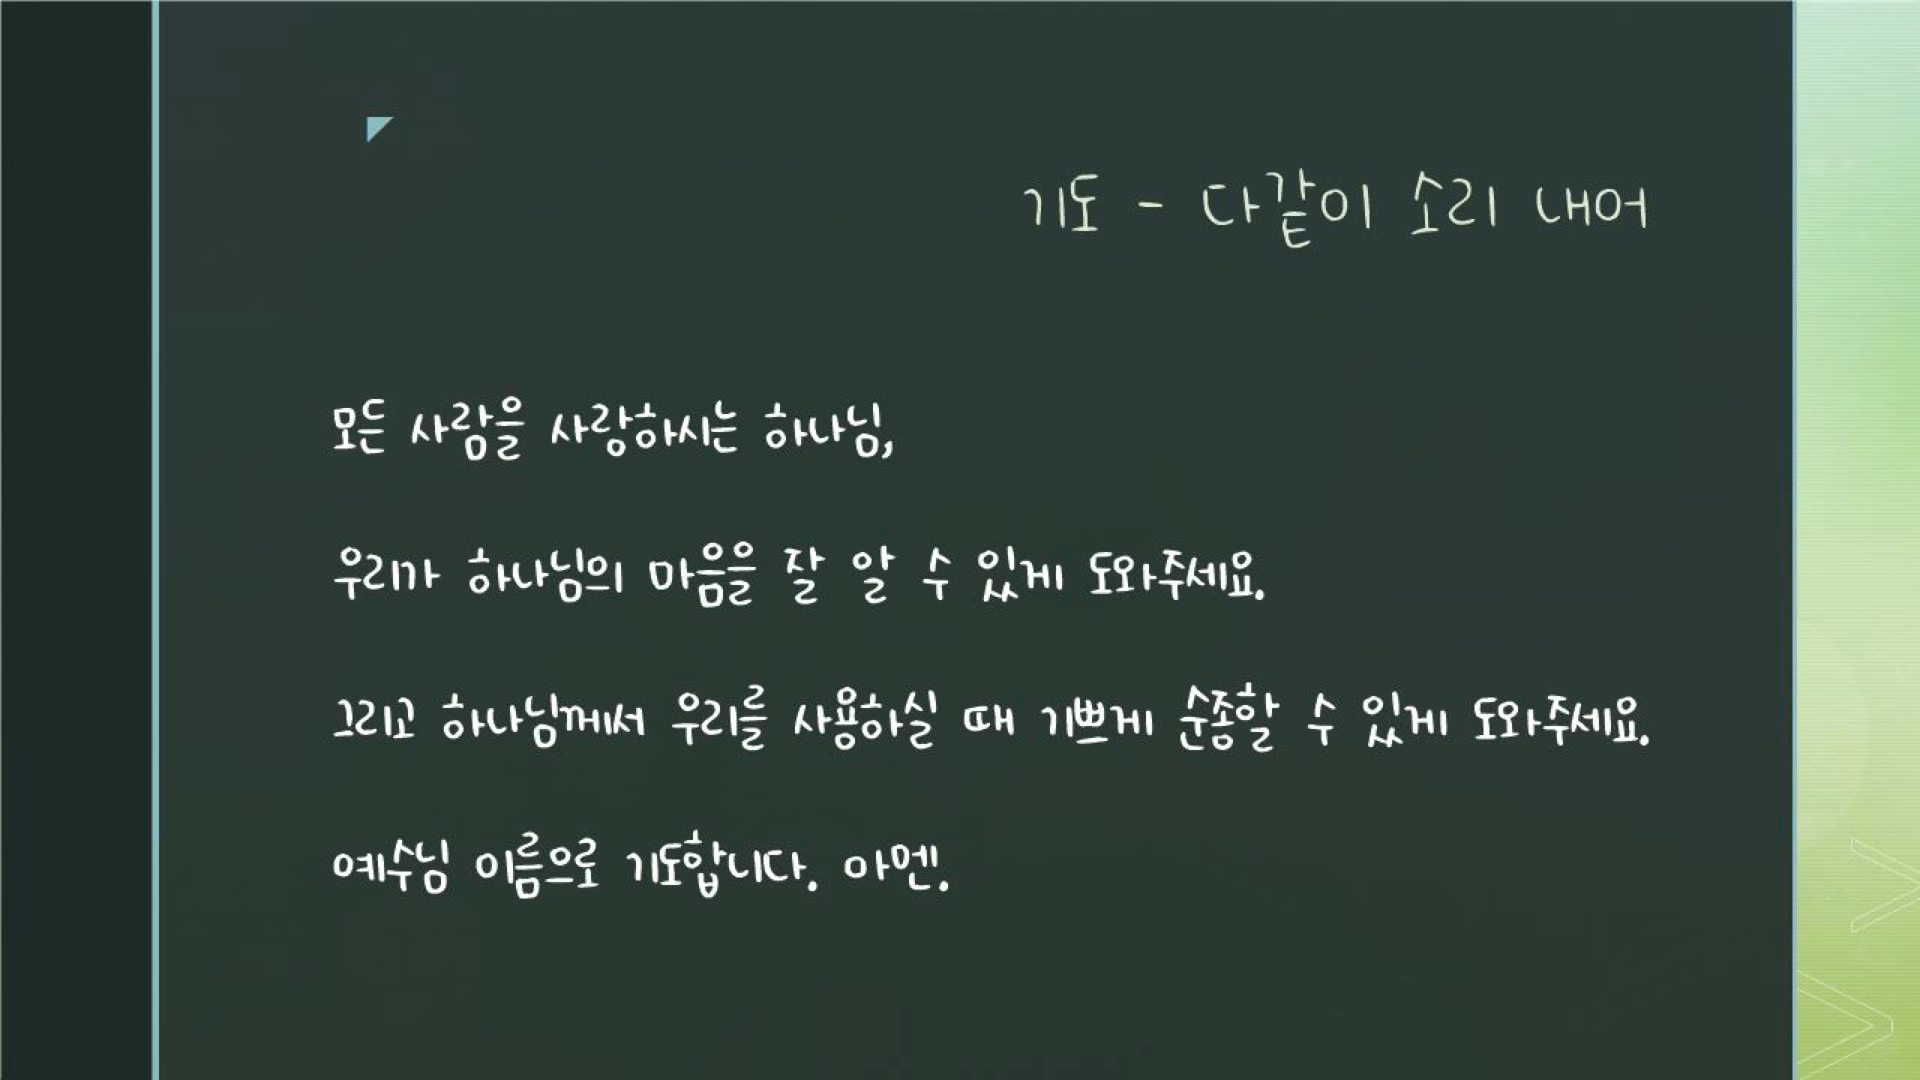 기도 - 다같이 소리 내어
모든 사람을 사랑하시는 하나님,
우리가 하나님의 마음을 잘 알 수 있게 도와주세요.
그리고 하나님께서 우리를 사용하실 때 기쁘게 순종할 수 있게 도와주세요.
예수님 이름으로 기도합니다. 아멘.